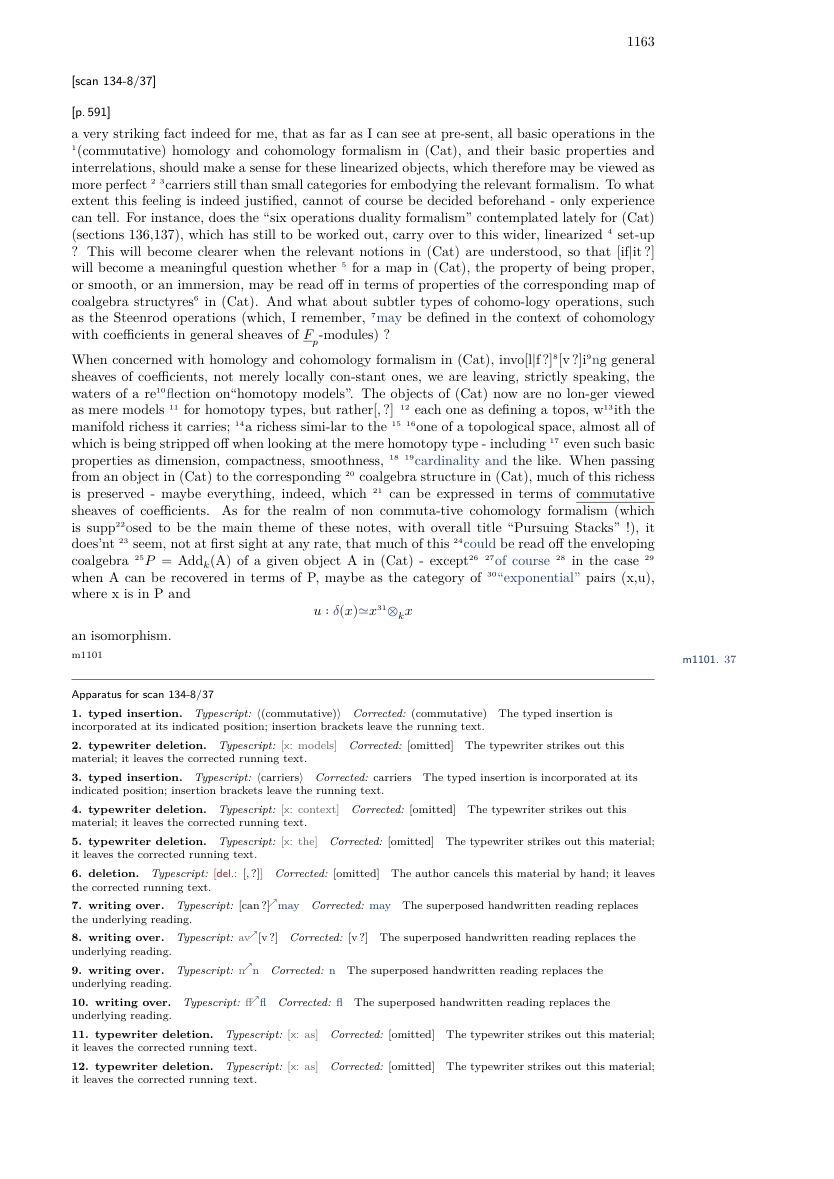 1163
[scan 134-8/37]
[p. 591]
a very striking fact indeed for me, that as far as I can see at pre-sent, all basic operations in the
¹(commutative) homology and cohomology formalism in (Cat), and their basic properties and
interrelations, should make a sense for these linearized objects, which therefore may be viewed as
more perfect ² ³carriers still than small categories for embodying the relevant formalism. To what
extent this feeling is indeed justified, cannot of course be decided beforehand - only experience
can tell. For instance, does the “six operations duality formalism” contemplated lately for (Cat)
(sections 136,137), which has still to be worked out, carry over to this wider, linearized ⁴ set-up
? This will become clearer when the relevant notions in (Cat) are understood, so that [if|it ?]
will become a meaningful question whether ⁵ for a map in (Cat), the property of being proper,
or smooth, or an immersion, may be read off in terms of properties of the corresponding map of
coalgebra structyres⁶ in (Cat). And what about subtler types of cohomo-logy operations, such
as the Steenrod operations (which, I remember, ⁷may be defined in the context of cohomology
with coefficients in general sheaves of F_p-modules) ?
When concerned with homology and cohomology formalism in (Cat), invo[l|f ?]⁸[v ?]i⁹ng general
sheaves of coefficients, not merely locally con-stant ones, we are leaving, strictly speaking, the
waters of a re¹⁰flection on“homotopy models”. The objects of (Cat) now are no lon-ger viewed
as mere models ¹¹ for homotopy types, but rather[, ?] ¹² each one as defining a topos, w¹³ith the
manifold richess it carries; ¹⁴a richess simi-lar to the ¹⁵ ¹⁶one of a topological space, almost all of
which is being stripped off when looking at the mere homotopy type - including ¹⁷ even such basic
properties as dimension, compactness, smoothness, ¹⁸ ¹⁹cardinality and the like. When passing
from an object in (Cat) to the corresponding ²⁰ coalgebra structure in (Cat), much of this richess
is preserved - maybe everything, indeed, which ²¹ can be expressed in terms of commutative
sheaves of coefficients. As for the realm of non commuta-tive cohomology formalism (which
is supp²²osed to be the main theme of these notes, with overall title “Pursuing Stacks” !), it
does'nt ²³ seem, not at first sight at any rate, that much of this ²⁴could be read off the enveloping
coalgebra ²⁵P = Add_k(A) of a given object A in (Cat) - except²⁶ ²⁷of course ²⁸ in the case ²⁹
when A can be recovered in terms of P, maybe as the category of ³⁰“exponential” pairs (x,u),
where x is in P and
u : δ(x)≃x³¹⊗_k x
an isomorphism.
m1101
m1101. 37
Apparatus for scan 134-8/37
1. typed insertion. Typescript: ⟨(commutative)⟩ Corrected: (commutative) The typed insertion is
incorporated at its indicated position; insertion brackets leave the running text.
2. typewriter deletion. Typescript: [x: models] Corrected: [omitted] The typewriter strikes out this
material; it leaves the corrected running text.
3. typed insertion. Typescript: ⟨carriers⟩ Corrected: carriers The typed insertion is incorporated at its
indicated position; insertion brackets leave the running text.
4. typewriter deletion. Typescript: [x: context] Corrected: [omitted] The typewriter strikes out this
material; it leaves the corrected running text.
5. typewriter deletion. Typescript: [x: the] Corrected: [omitted] The typewriter strikes out this material;
it leaves the corrected running text.
6. deletion. Typescript: [del.: [, ?]] Corrected: [omitted] The author cancels this material by hand; it leaves
the corrected running text.
7. writing over. Typescript: [can ?]↗may Corrected: may The superposed handwritten reading replaces
the underlying reading.
8. writing over. Typescript: av↗[v ?] Corrected: [v ?] The superposed handwritten reading replaces the
underlying reading.
9. writing over. Typescript: n↗n Corrected: n The superposed handwritten reading replaces the
underlying reading.
10. writing over. Typescript: ff↗fl Corrected: fl The superposed handwritten reading replaces the
underlying reading.
11. typewriter deletion. Typescript: [x: as] Corrected: [omitted] The typewriter strikes out this material;
it leaves the corrected running text.
12. typewriter deletion. Typescript: [x: as] Corrected: [omitted] The typewriter strikes out this material;
it leaves the corrected running text.